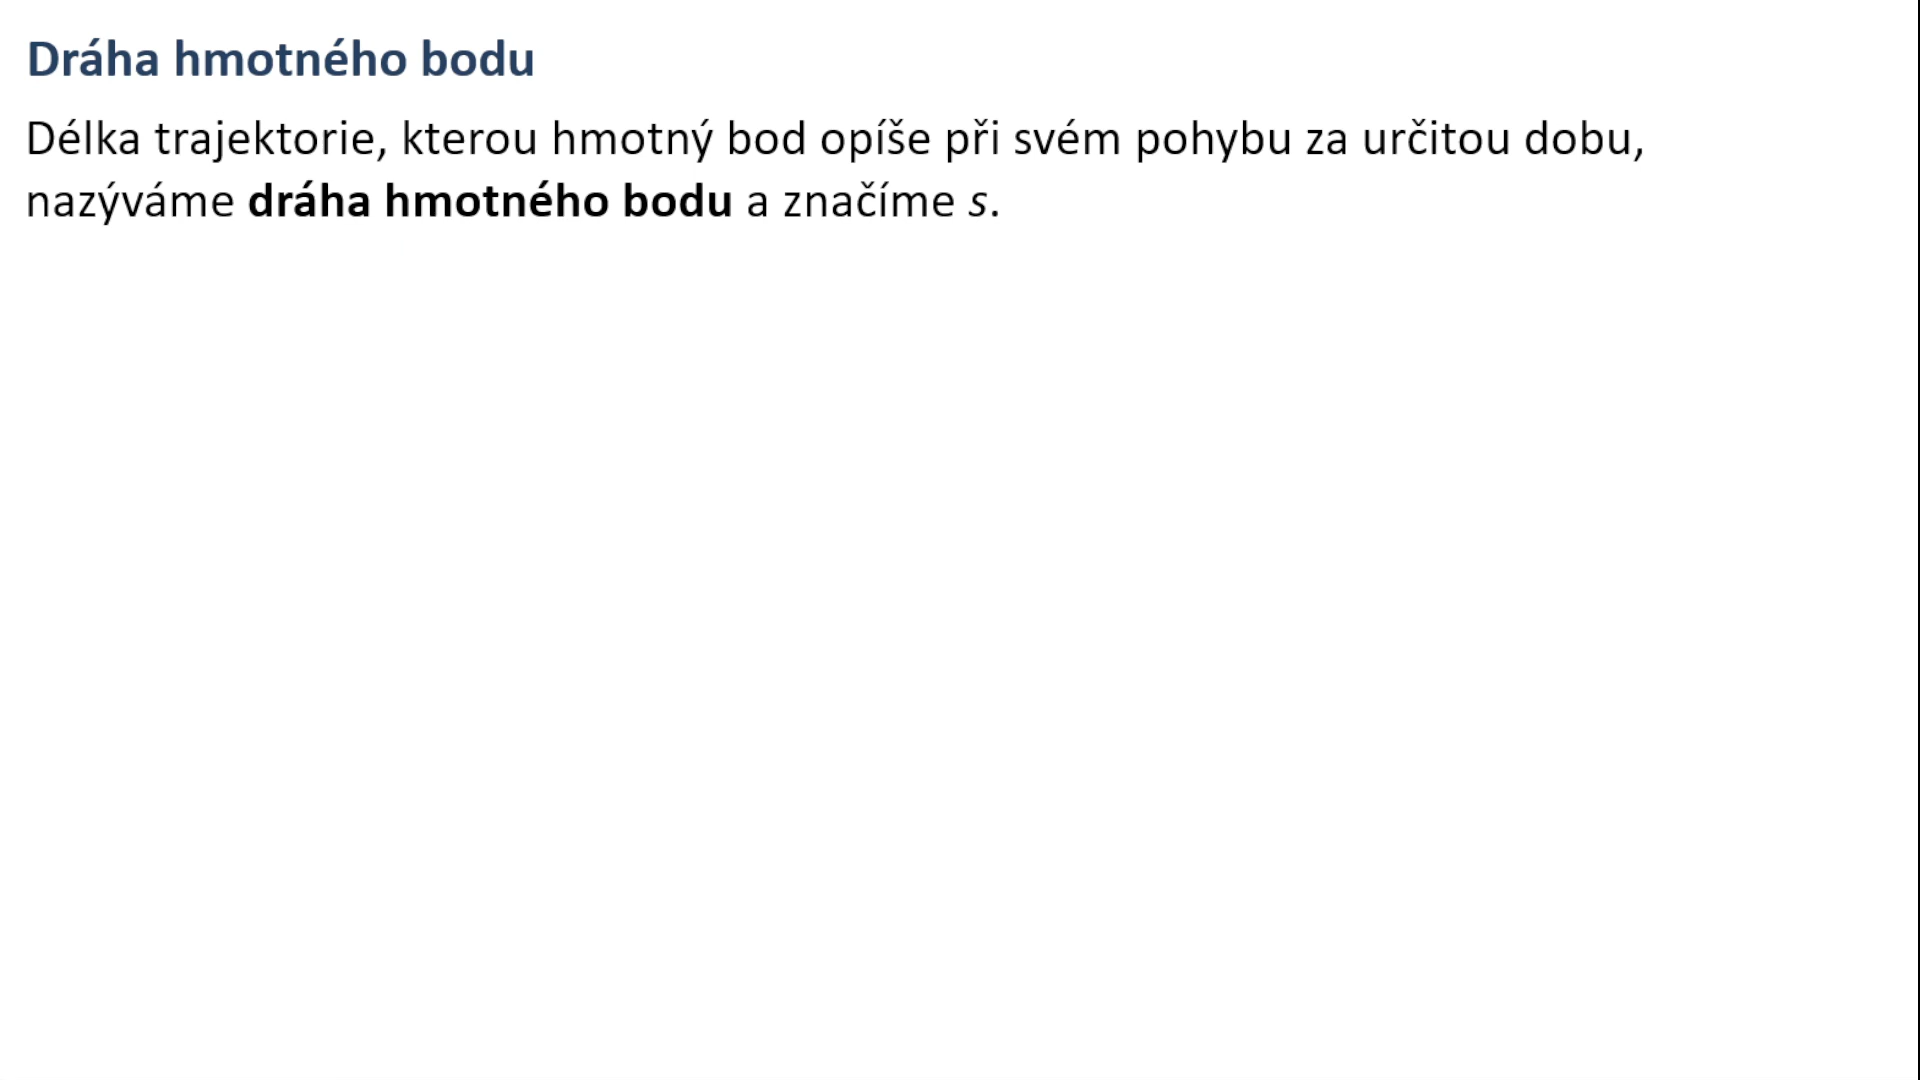 Dráha hmotného bodu
Délka trajektorie, kterou hmotný bod opíše při svém pohybu za určitou dobu,
nazýváme dráha hmotného bodu a značíme s.